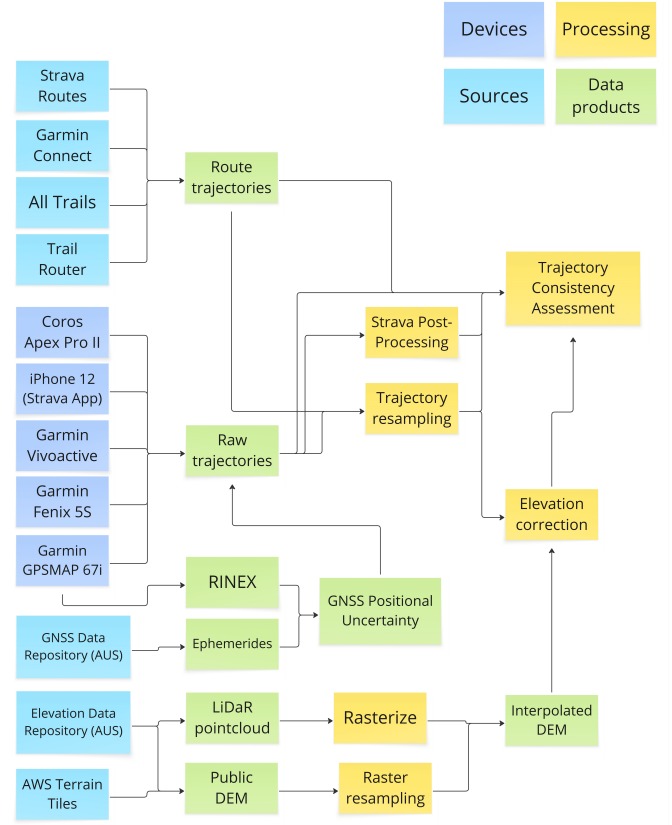 Devices
Processing
Sources
Data
products
Strava
Routes
Garmin
Connect
All Trails
Trail
Router
Route
trajectories
Trajectory
Consistency
Assessment
Coros
Apex Pro II
iPhone 12
(Strava App)
Garmin
Vivoactive
Garmin
Fenix 5S
Garmin
GPSMAP 67i
Strava Post-
Processing
Trajectory
resampling
Raw
trajectories
Elevation
correction
RINEX
GNSS Positional
Uncertainty
GNSS Data
Repository (AUS)
Ephemerides
Elevation Data
Repository (AUS)
LiDaR
pointcloud
Rasterize
Interpolated
DEM
AWS Terrain
Tiles
Public
DEM
Raster
resampling